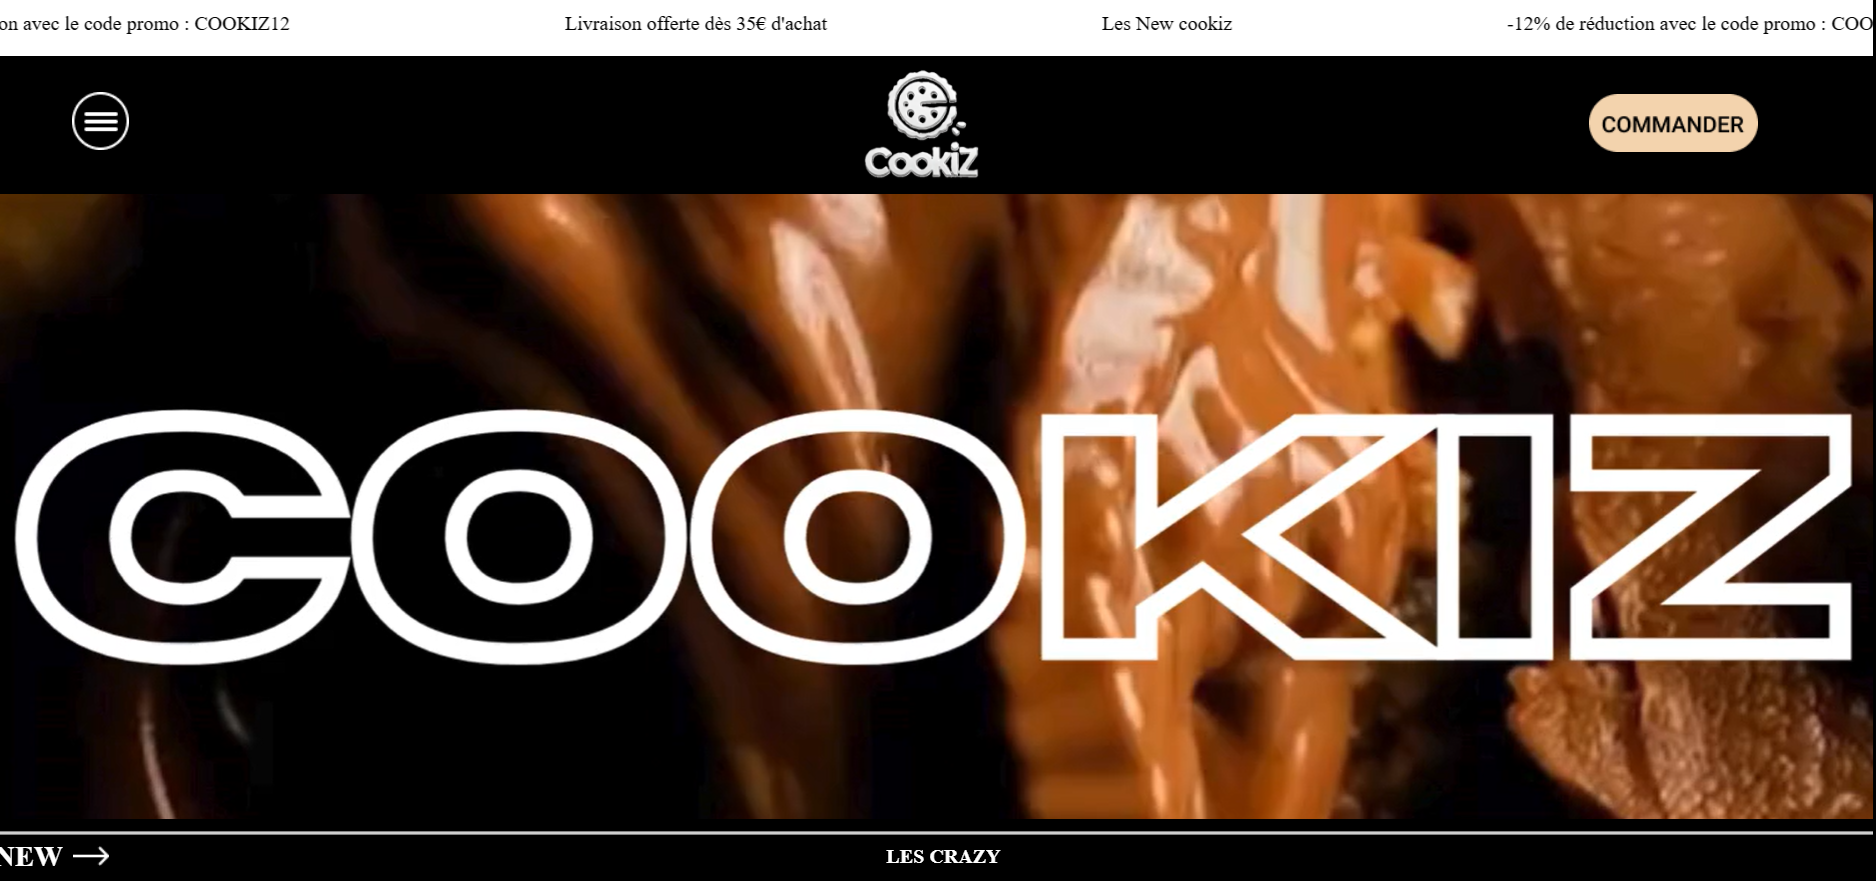 on avec le code promo : COOKIZ12 Livraison offerte dès 35€ d'achat Les New cookiz -12% de réduction avec le code promo : COO
CookiZ
COMMANDER
COOKIZ
NEW → LES CRAZY